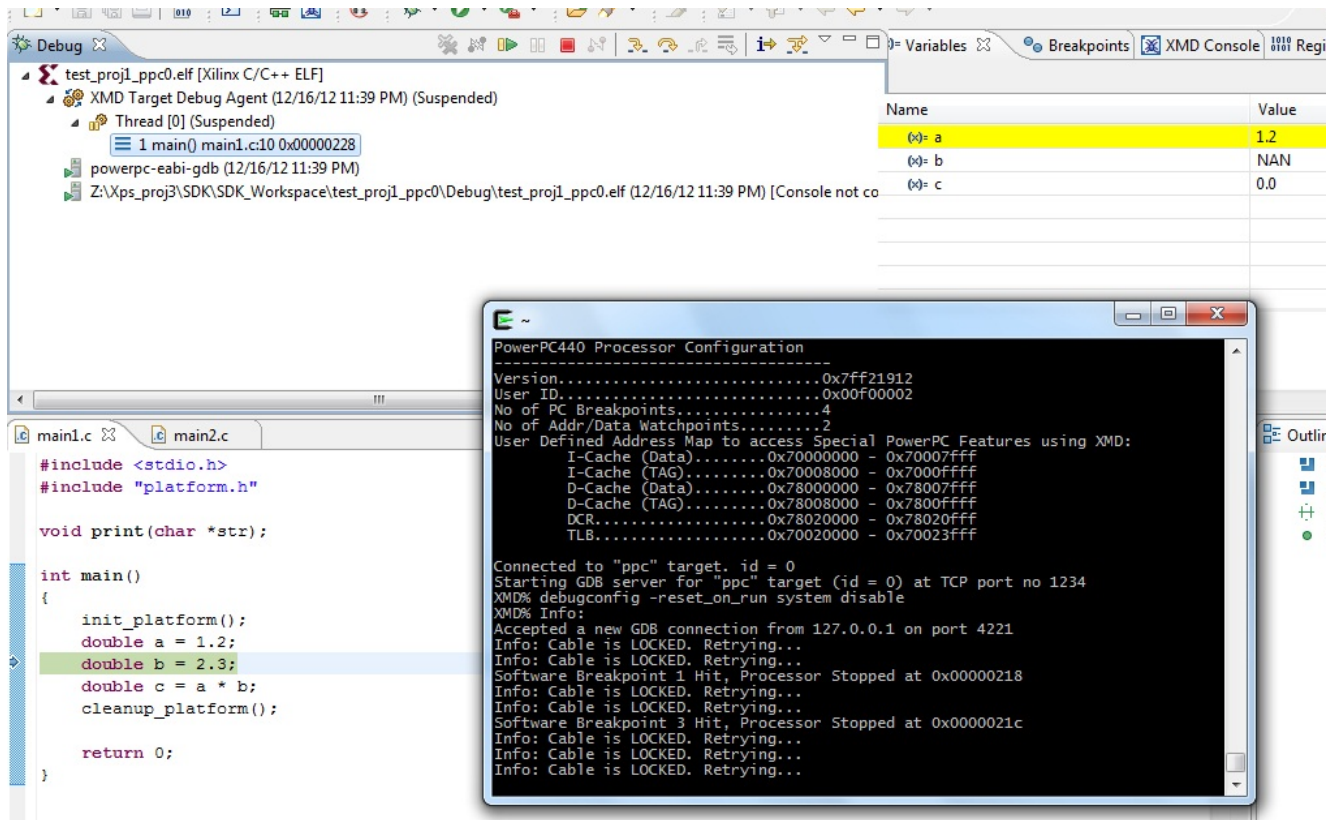 010
Debug
test_proj1_ppc0.elf [Xilinx C/C++ ELF]
XMD Target Debug Agent (12/16/12 11:39 PM) (Suspended)
Thread [0] (Suspended)
1 main() main1.c:10 0x00000228
powerpc-eabi-gdb (12/16/12 11:39 PM)
Z:\Xps_proj3\SDK\SDK_Workspace\test_proj1_ppc0\Debug\test_proj1_ppc0.elf (12/16/12 11:39 PM) [Console not co
(x)= Variables
Breakpoints
XMD Console
1010 0101 Regi
Name Value
(x)= a 1.2
(x)= b NAN
(x)= c 0.0
~
PowerPC440 Processor Configuration
-------------------------------------
Version.............................0x7ff21912
User ID.............................0x00f00002
No of PC Breakpoints................4
No of Addr/Data Watchpoints.........2
User Defined Address Map to access Special PowerPC Features using XMD:
I-Cache (Data)........0x70000000 - 0x70007fff
I-Cache (TAG).........0x70008000 - 0x7000ffff
D-Cache (Data)........0x78000000 - 0x78007fff
D-Cache (TAG).........0x78008000 - 0x7800ffff
DCR...................0x78020000 - 0x78020fff
TLB...................0x70020000 - 0x70023fff
Connected to "ppc" target. id = 0
Starting GDB server for "ppc" target (id = 0) at TCP port no 1234
XMD% debugconfig -reset_on_run system disable
XMD% Info:
Accepted a new GDB connection from 127.0.0.1 on port 4221
Info: Cable is LOCKED. Retrying...
Info: Cable is LOCKED. Retrying...
Software Breakpoint 1 Hit, Processor Stopped at 0x00000218
Info: Cable is LOCKED. Retrying...
Info: Cable is LOCKED. Retrying...
Software Breakpoint 3 Hit, Processor Stopped at 0x0000021c
Info: Cable is LOCKED. Retrying...
Info: Cable is LOCKED. Retrying...
Info: Cable is LOCKED. Retrying...
main1.c
main2.c
#include <stdio.h>
#include "platform.h"
void print(char *str);
int main()
{
init_platform();
double a = 1.2;
double b = 2.3;
double c = a * b;
cleanup_platform();
return 0;
}
Outlin